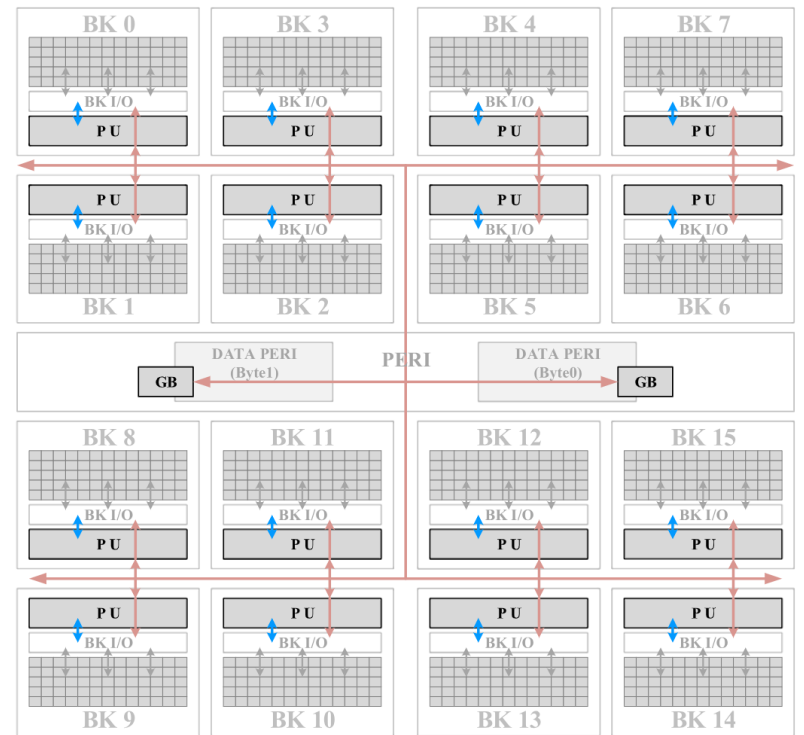 BK 0
BK I/O
P U
BK 3
BK I/O
P U
BK 4
BK I/O
P U
BK 7
BK I/O
P U
P U
BK I/O
BK 1
P U
BK I/O
BK 2
P U
BK I/O
BK 5
P U
BK I/O
BK 6
PERI
DATA PERI
(Byte1)
GB
DATA PERI
(Byte0)
GB
BK 8
BK I/O
P U
BK 11
BK I/O
P U
BK 12
BK I/O
P U
BK 15
BK I/O
P U
P U
BK I/O
BK 9
P U
BK I/O
BK 10
P U
BK I/O
BK 13
P U
BK I/O
BK 14